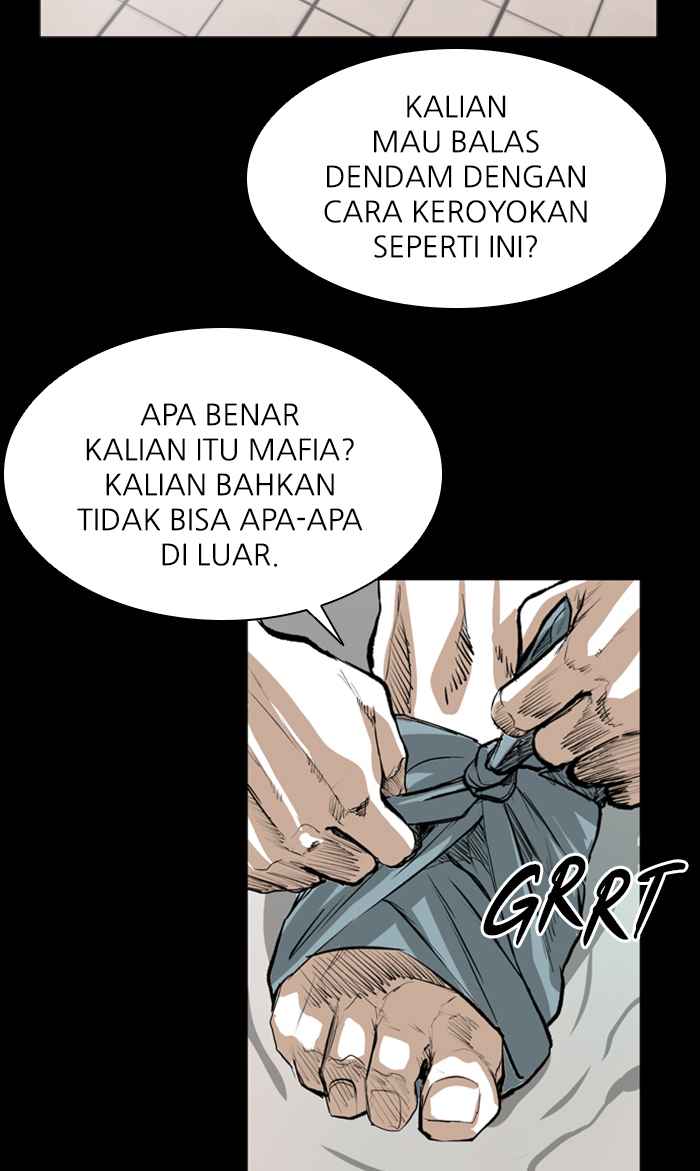 KALIAN
MAU BALAS
DENDAM DENGAN
CARA KEROYOKAN
SEPERTI INI?
APA BENAR
KALIAN ITU MAFIA?
KALIAN BAHKAN
TIDAK BISA APA-APA
DI LUAR.
GRRT